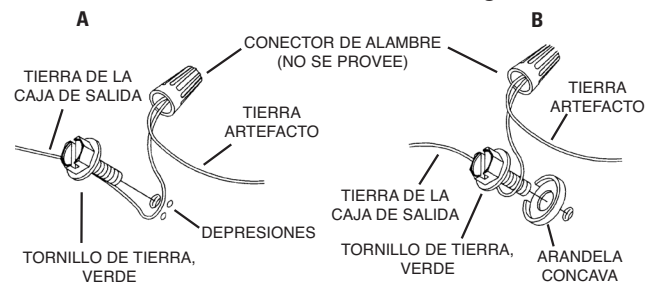 A
B
CONECTOR DE ALAMBRE
(NO SE PROVEE)
TIERRA DE LA
CAJA DE SALIDA
TIERRA
ARTEFACTO
DEPRESIONES
TORNILLO DE TIERRA,
VERDE
TIERRA
ARTEFACTO
TIERRA DE LA
CAJA DE SALIDA
TORNILLO DE TIERRA,
VERDE
ARANDELA
CONCAVA